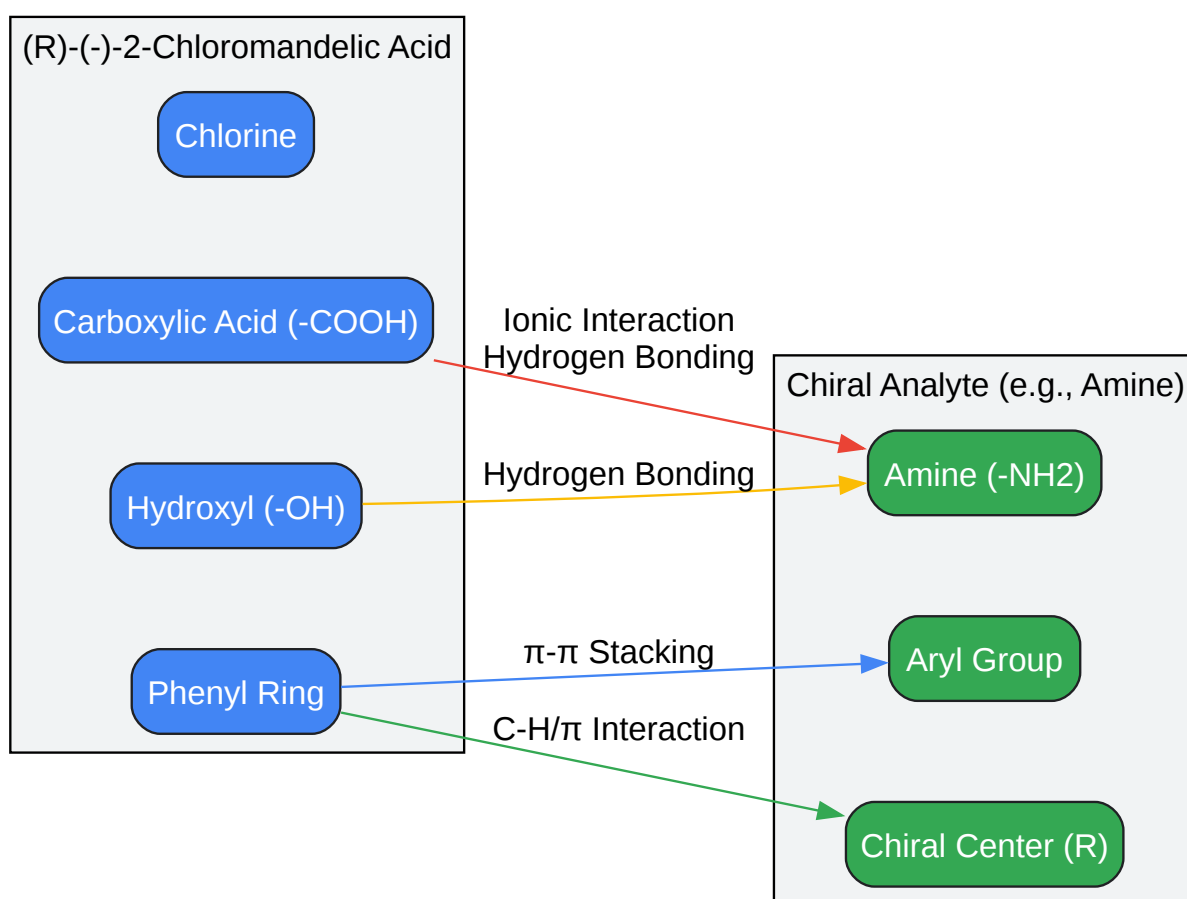 (R)-(-)-2-Chloromandelic Acid
Chlorine
Carboxylic Acid (-COOH)
Hydroxyl (-OH)
Phenyl Ring
Ionic Interaction
Hydrogen Bonding
Hydrogen Bonding
π-π Stacking
C-H/π Interaction
Chiral Analyte (e.g., Amine)
Amine (-NH2)
Aryl Group
Chiral Center (R)